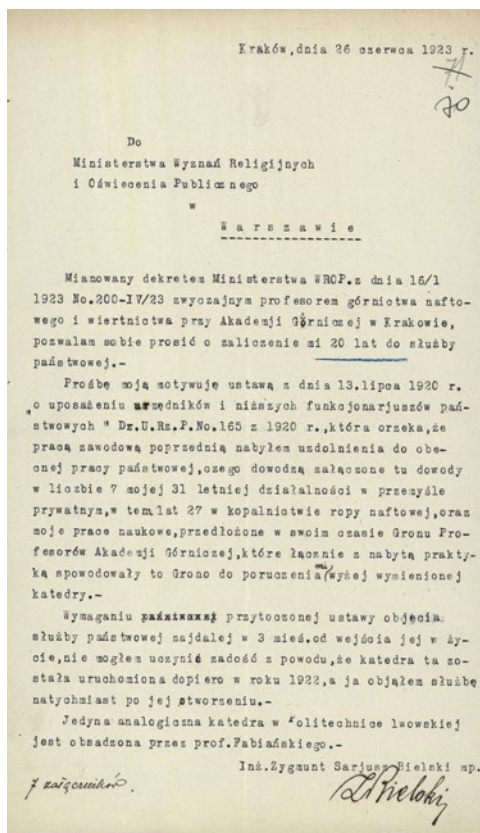 Kraków,dnia 26 czerwca 1923 r.
71
70
Do
Ministerstwa Wyznań Religijnych
i Oświecenia Publicznego
w
Warszawie
Mianowany dekretem Ministerstwa WROP.z dnia 16/1
1923 No.200-IV/23 zwyczajnym profesorem górnictwa nafto-
wego i wiertnictwa przy Akademji Górniczej w Krakowie,
pozwalam sobie prosić o zaliczenie mi 20 lat do służby
państwowej.-
Prośbę moją motywuję ustawą z dnia 13.lipca 1920 r.
"o uposażeniu urzędników i niższych funkcjonarjuszów pań-
stwowych " Dz.U.Rz.P.No.165 z 1920 r.,która orzeka,że
pracą zawodową poprzednią nabyłem uzdolnienia do obe-
cnej pracy państwowej,czego dowodzą załączone tu dowody
w liczbie 7 mojej 31 letniej działalności w przemyśle
prywatnym,w tem lat 27 w kopalnictwie ropy naftowej,oraz
moje prace naukowe,przedłożone w swoim czasie Gronu Pro-
fesorów Akademji Górniczej,które łącznie z nabytą prakty-
ką spowodowały to Grono do poruczenia mi wyżej wymienionej
katedry.-
Wymaganiu przytoczonej ustawy objęcia
służby państwowej najdalej w 3 mieś.od wejścia jej w ży-
cie,nie mogłem uczynić zadość z powodu,że katedra ta zo-
stała uruchomiona dopiero w roku 1922,a ja objąłem służbę
natychmiast po jej stworzeniu.-
Jedyna analogiczna katedra w Politechnice lwowskiej
jest obsadzona przez prof.Fabiańskiego.-
Inż.Zygmunt Sarjusz Bielski mp.
7 załączników.
ZBielski